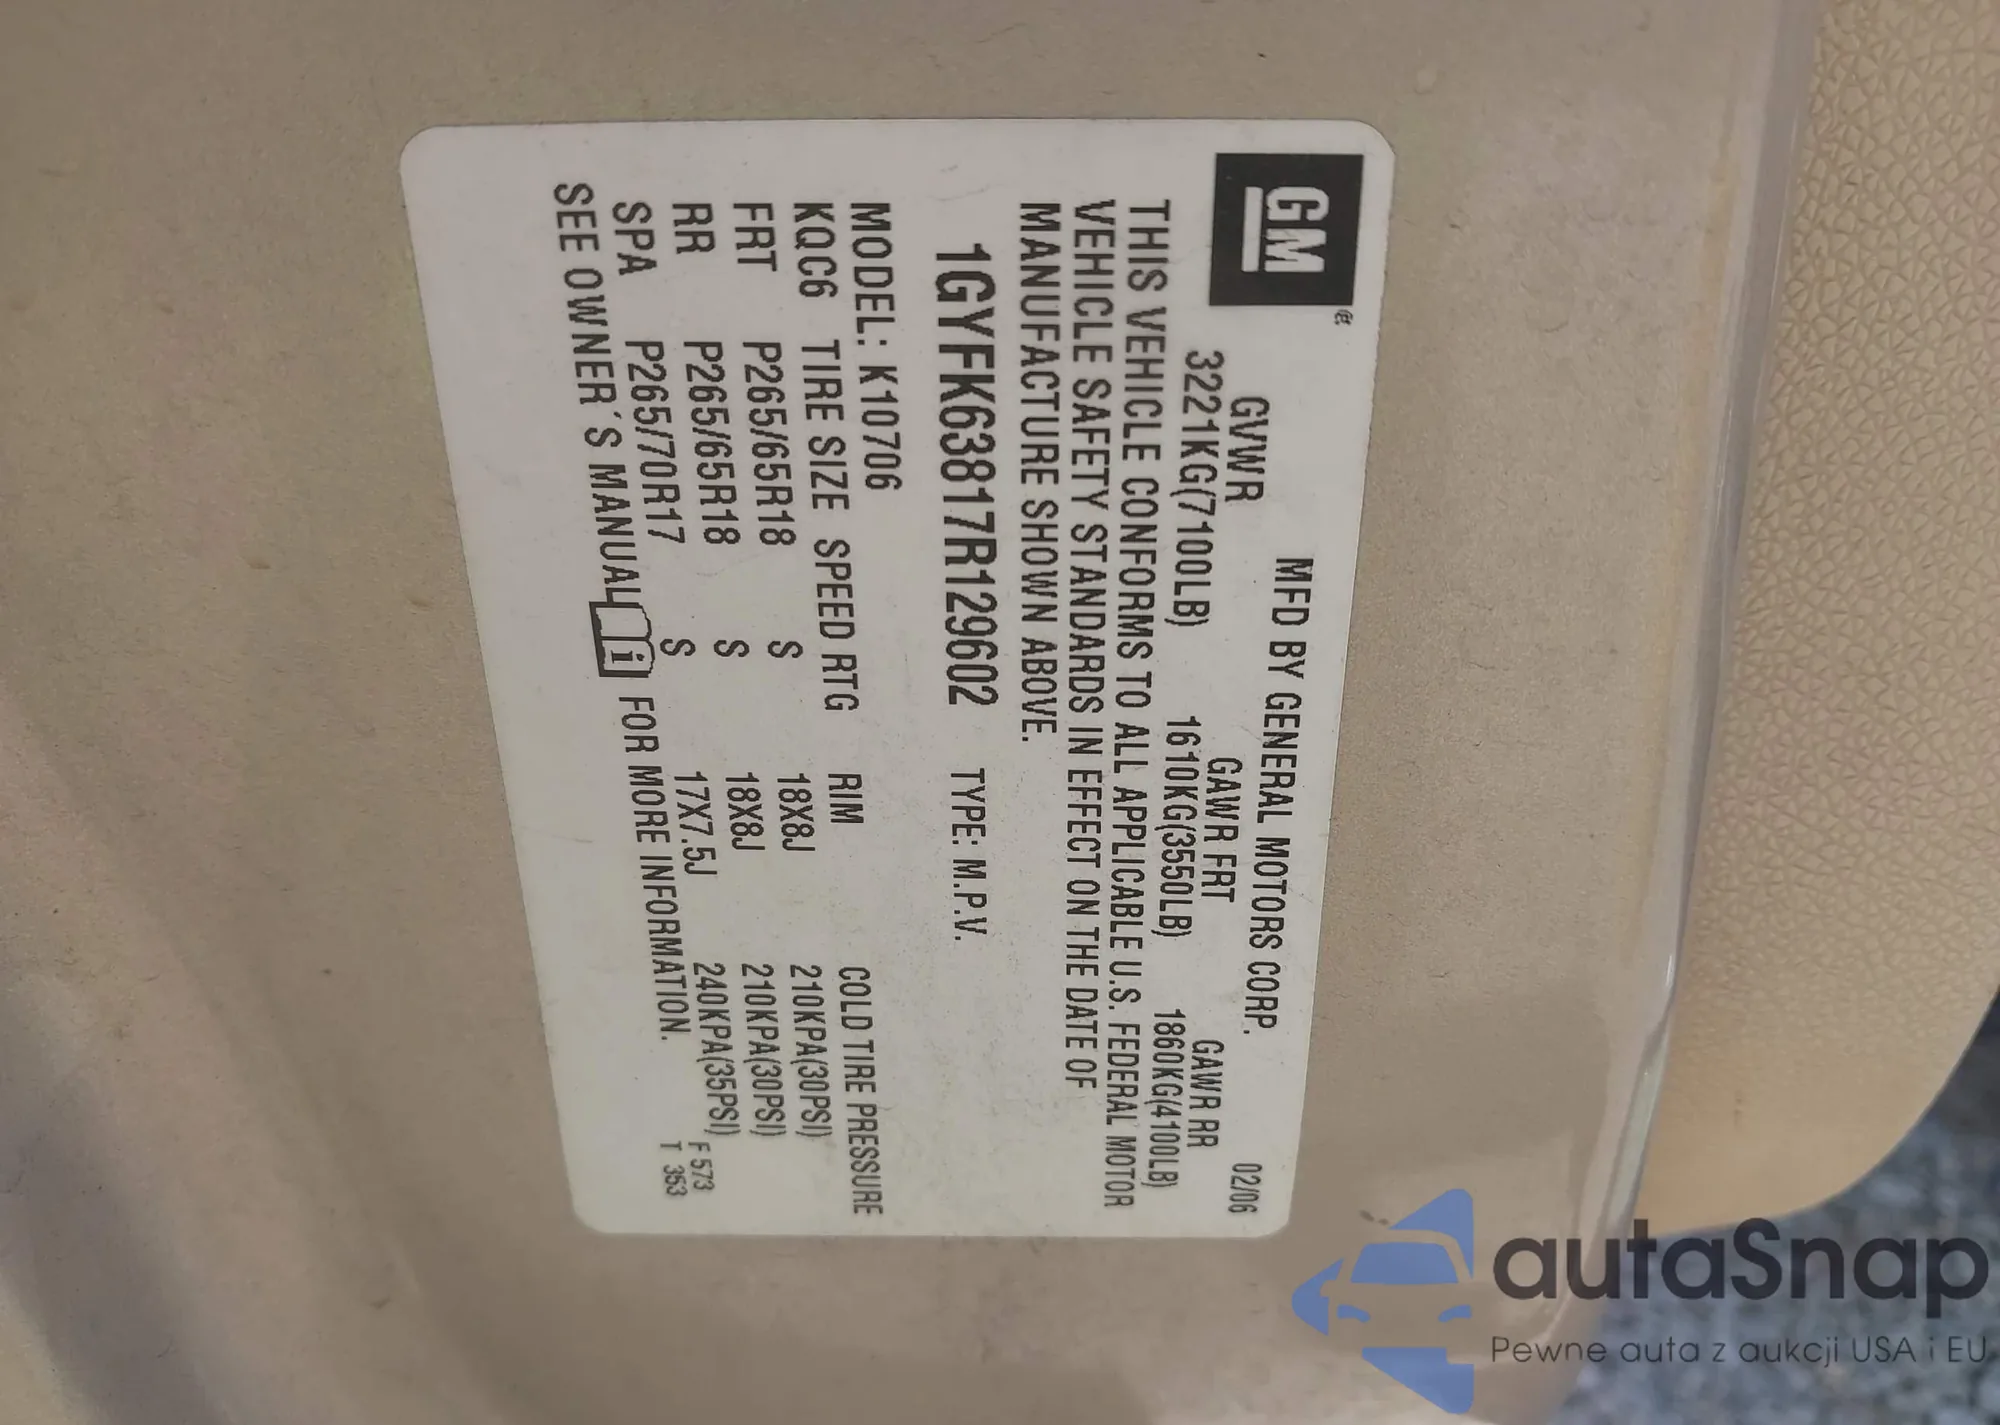 GM®
MFD BY GENERAL MOTORS CORP. 02/06
GVWR GAWR FRT GAWR RR
3221KG(7100LB) 1610KG(3550LB) 1860KG(4100LB)
THIS VEHICLE CONFORMS TO ALL APPLICABLE U.S. FEDERAL MOTOR
VEHICLE SAFETY STANDARDS IN EFFECT ON THE DATE OF
MANUFACTURE SHOWN ABOVE.
1GYFK63817R129602 TYPE: M.P.V.
MODEL: K10706
KQC6 TIRE SIZE SPEED RTG RIM COLD TIRE PRESSURE
FRT P265/65R18 S 18X8J 210KPA(30PSI)
RR P265/65R18 S 18X8J 210KPA(30PSI)
SPA P265/70R17 S 17X7.5J 240KPA(35PSI)
SEE OWNER'S MANUAL i FOR MORE INFORMATION.
F 573
T 353
autaSnap
Pewne auta z aukcji USA i EU